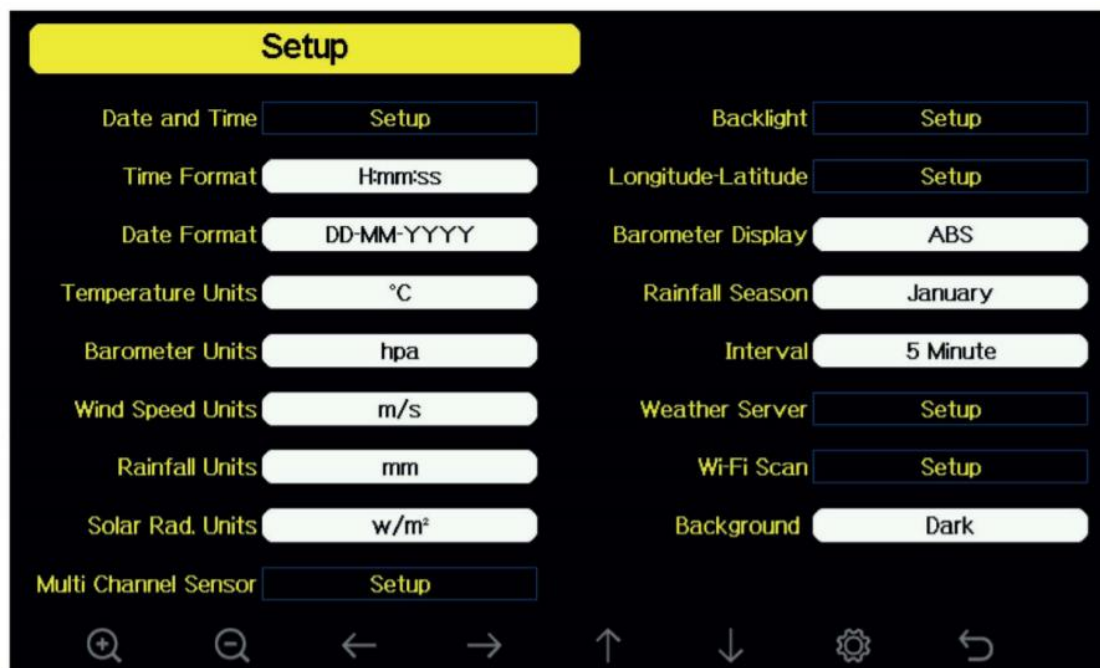 Setup
Date and Time Setup
Time Format H:mm:ss
Date Format DD-MM-YYYY
Temperature Units °C
Barometer Units hpa
Wind Speed Units m/s
Rainfall Units mm
Solar Rad. Units w/m²
Multi Channel Sensor Setup
Backlight Setup
Longitude-Latitude Setup
Barometer Display ABS
Rainfall Season January
Interval 5 Minute
Weather Server Setup
Wi-Fi Scan Setup
Background Dark